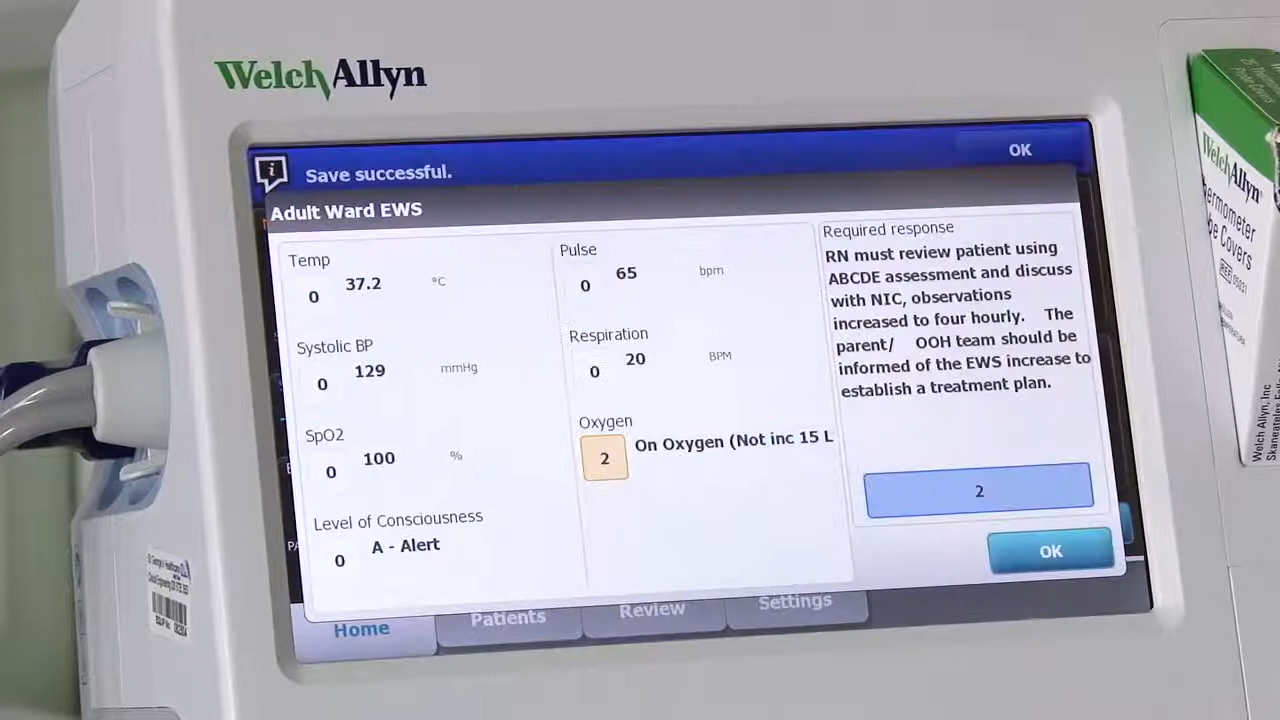 WelchAllyn
Save successful.
OK
Adult Ward EWS
Temp
0 37.2 °C
Systolic BP
0 129 mmHg
SpO2
0 100 %
Level of Consciousness
0 A - Alert
Pulse
0 65 bpm
Respiration
0 20 BPM
Oxygen
2 On Oxygen (Not inc 15 L
Required response
RN must review patient using
ABCDE assessment and discuss
with NIC, observations
increased to four hourly. The
parent/ OOH team should be
informed of the EWS increase to
establish a treatment plan.
2
OK
Home
Patients
Review
Settings
WelchAllyn
Covers
Welch Allyn, Inc